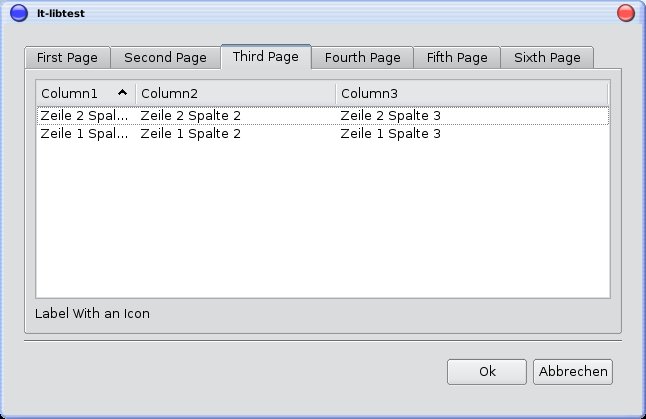 lt-libtest
First Page Second Page Third Page Fourth Page Fifth Page Sixth Page
Column1 Column2 Column3
Zeile 2 Spal... Zeile 2 Spalte 2 Zeile 2 Spalte 3
Zeile 1 Spal... Zeile 1 Spalte 2 Zeile 1 Spalte 3
Label With an Icon
Ok Abbrechen